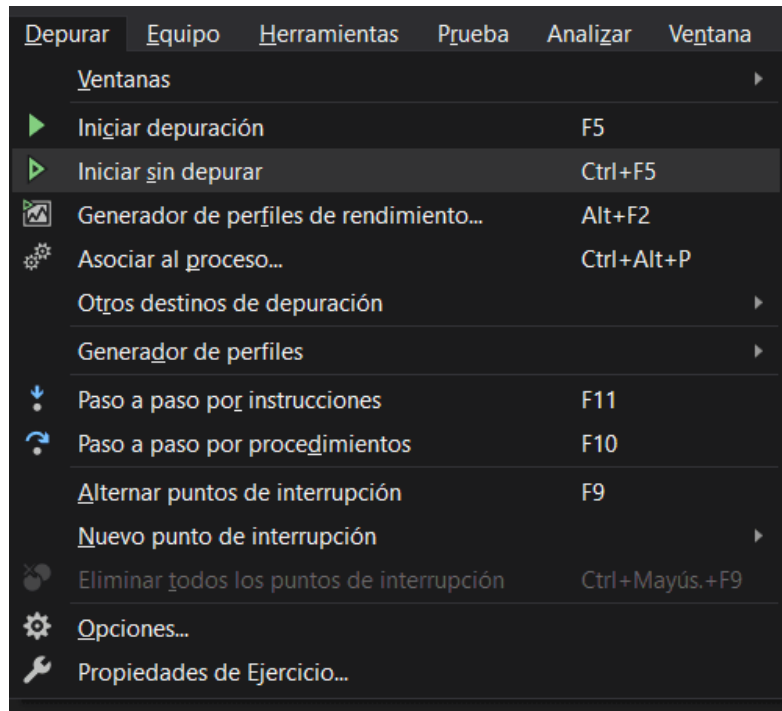 Depurar Equipo Herramientas Prueba Analizar Ventana
Ventanas
Iniciar depuración F5
Iniciar sin depurar Ctrl+F5
Generador de perfiles de rendimiento... Alt+F2
Asociar al proceso... Ctrl+Alt+P
Otros destinos de depuración
Generador de perfiles
Paso a paso por instrucciones F11
Paso a paso por procedimientos F10
Alternar puntos de interrupción F9
Nuevo punto de interrupción
Eliminar todos los puntos de interrupción Ctrl+Mayús.+F9
Opciones...
Propiedades de Ejercicio...